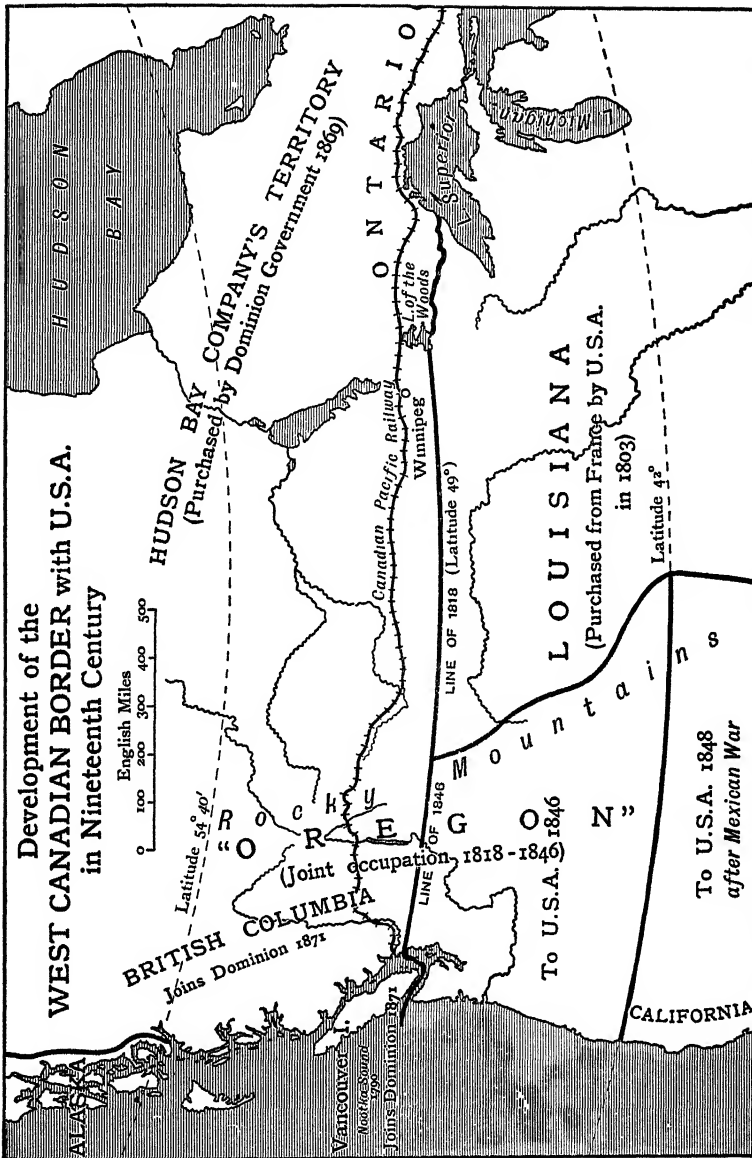 Development of the
WEST CANADIAN BORDER with U.S.A.
in Nineteenth Century
English Miles
0 100 200 300 400 500
HUDSON
BAY
HUDSON BAY COMPANY'S TERRITORY
(Purchased by Dominion Government 1869)
ALASKA
Latitude 54° 40'
BRITISH COLUMBIA
Joins Dominion 1871
Rocky
Mountains
"OREGON"
(Joint occupation 1818-1846)
Canadian Pacific Railway
Winnipeg
L. of the
Woods
ONTARIO
L. Superior
L. Michigan
Vancouver I.
Nootka Sound
1790
Joins Dominion 1871
LINE OF 1846
LINE OF 1818 (Latitude 49°)
To U.S.A. 1846
LOUISIANA
(Purchased from France by U.S.A.
in 1803)
Latitude 42°
CALIFORNIA
To U.S.A. 1848
after Mexican War